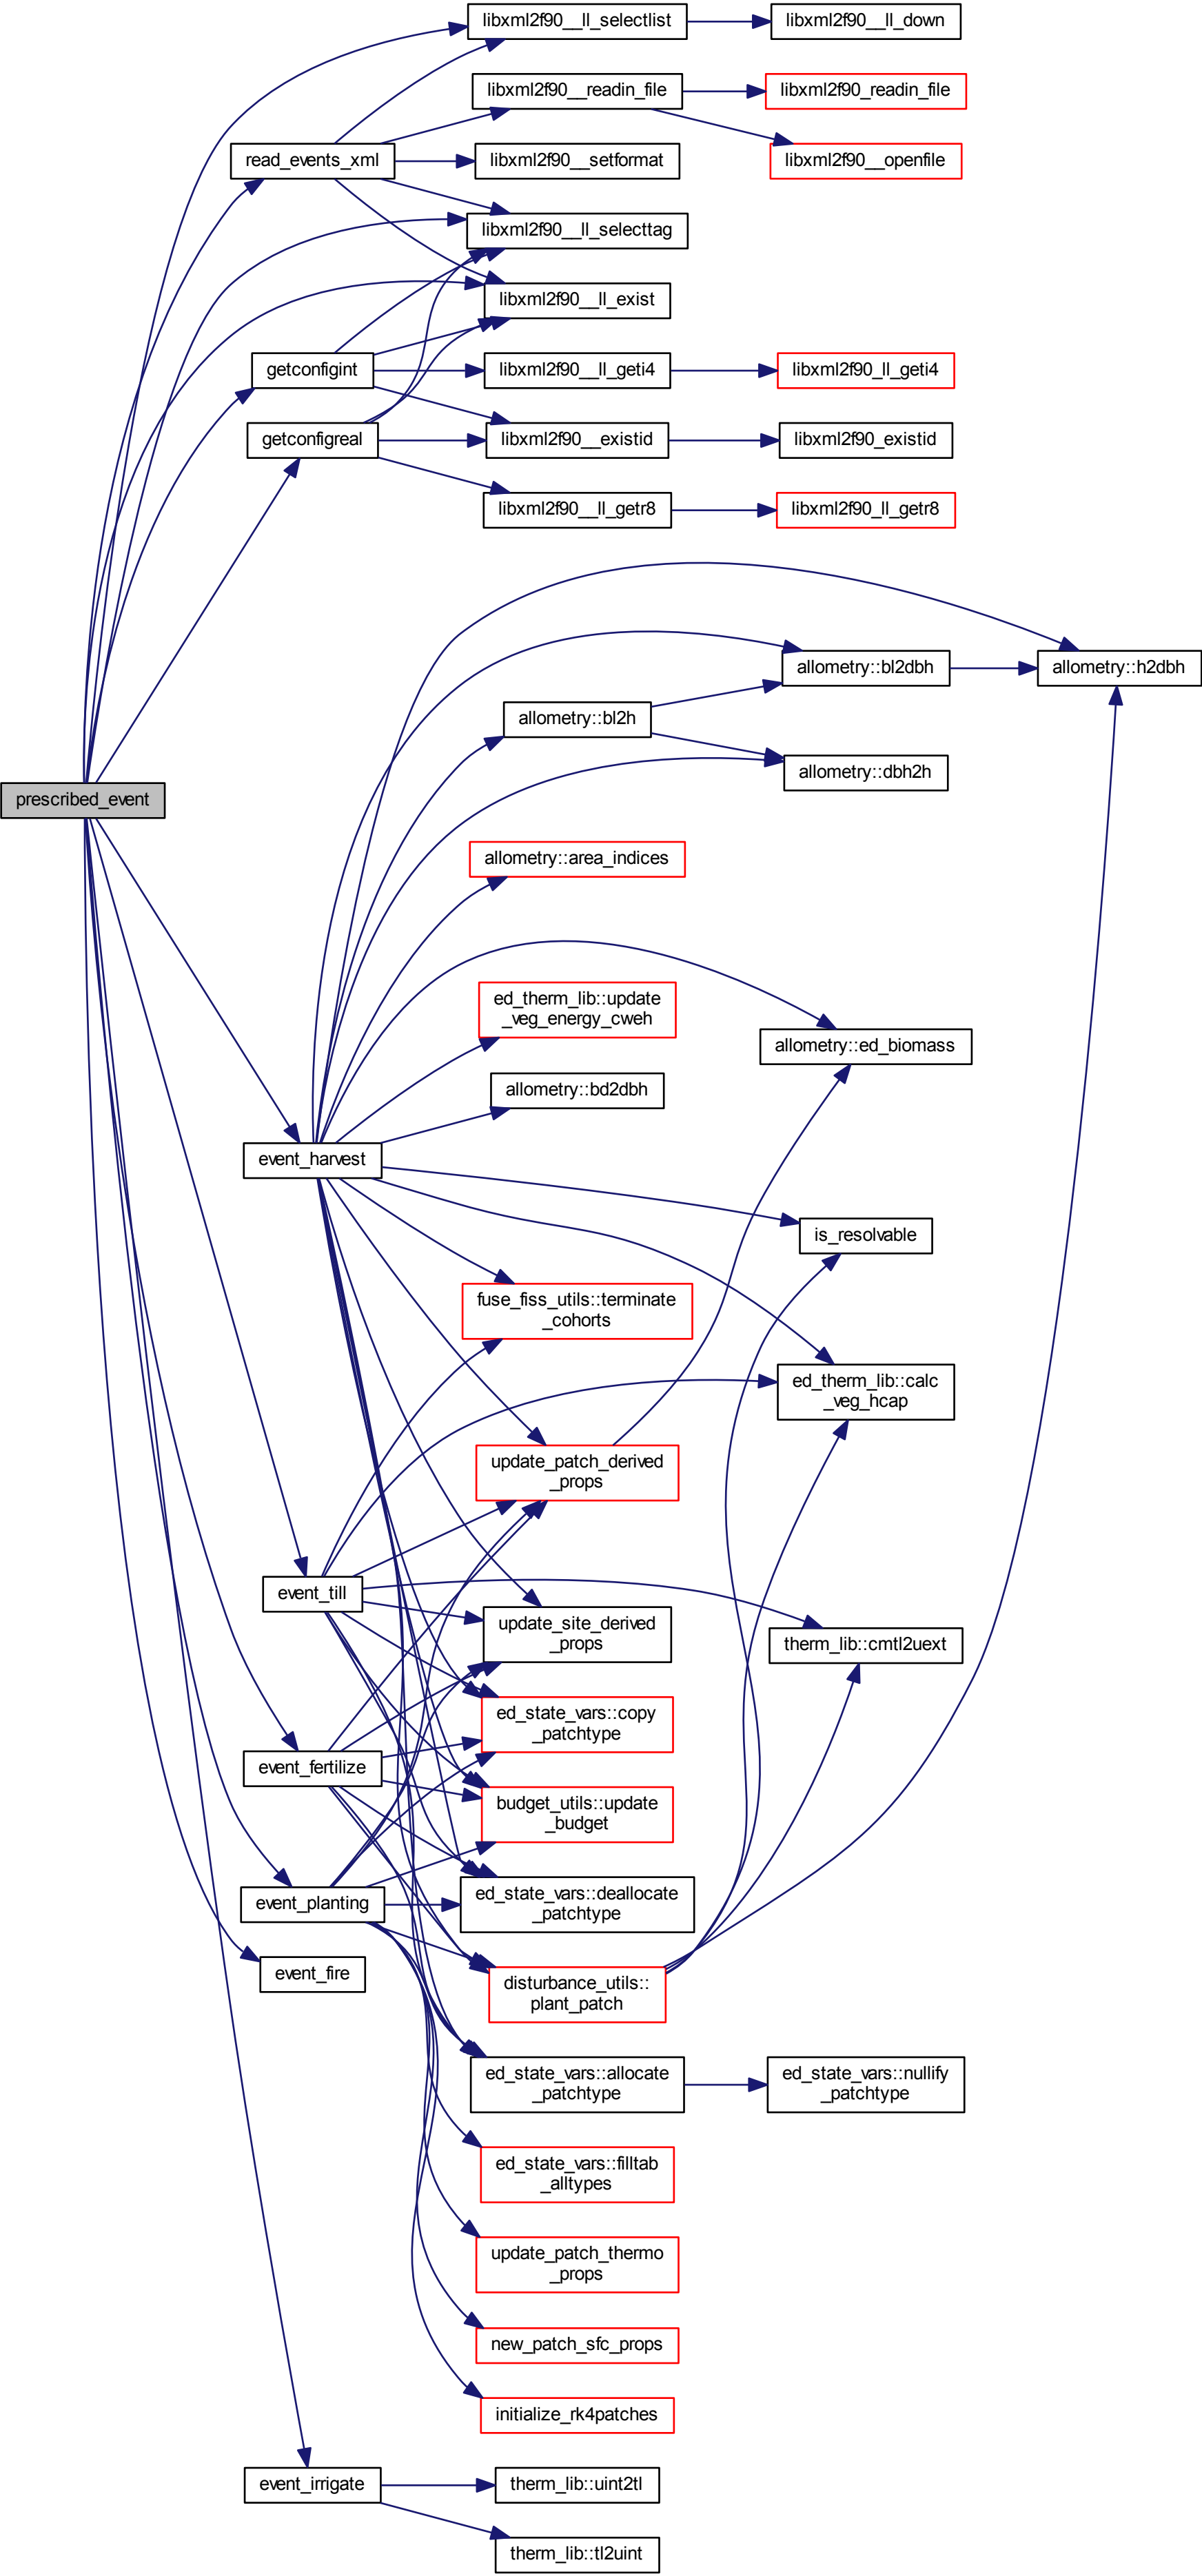 libxml2f90__ll_selectlist
libxml2f90__ll_down
libxml2f90__readin_file
libxml2f90_readin_file
read_events_xml
libxml2f90__setformat
libxml2f90__openfile
libxml2f90__ll_selecttag
libxml2f90__ll_exist
getconfigint
libxml2f90__ll_geti4
libxml2f90_ll_geti4
getconfigreal
libxml2f90__existid
libxml2f90_existid
libxml2f90__ll_getr8
libxml2f90_ll_getr8
allometry::bl2dbh
allometry::h2dbh
allometry::bl2h
allometry::dbh2h
prescribed_event
allometry::area_indices
ed_therm_lib::update
_veg_energy_cweh
allometry::ed_biomass
allometry::bd2dbh
event_harvest
is_resolvable
fuse_fiss_utils::terminate
_cohorts
ed_therm_lib::calc
_veg_hcap
update_patch_derived
_props
event_till
update_site_derived
_props
therm_lib::cmtl2uext
ed_state_vars::copy
_patchtype
event_fertilize
budget_utils::update
_budget
event_planting
ed_state_vars::deallocate
_patchtype
event_fire
disturbance_utils::
plant_patch
ed_state_vars::allocate
_patchtype
ed_state_vars::nullify
_patchtype
ed_state_vars::filltab
_alltypes
update_patch_thermo
_props
new_patch_sfc_props
initialize_rk4patches
event_irrigate
therm_lib::uint2tl
therm_lib::tl2uint